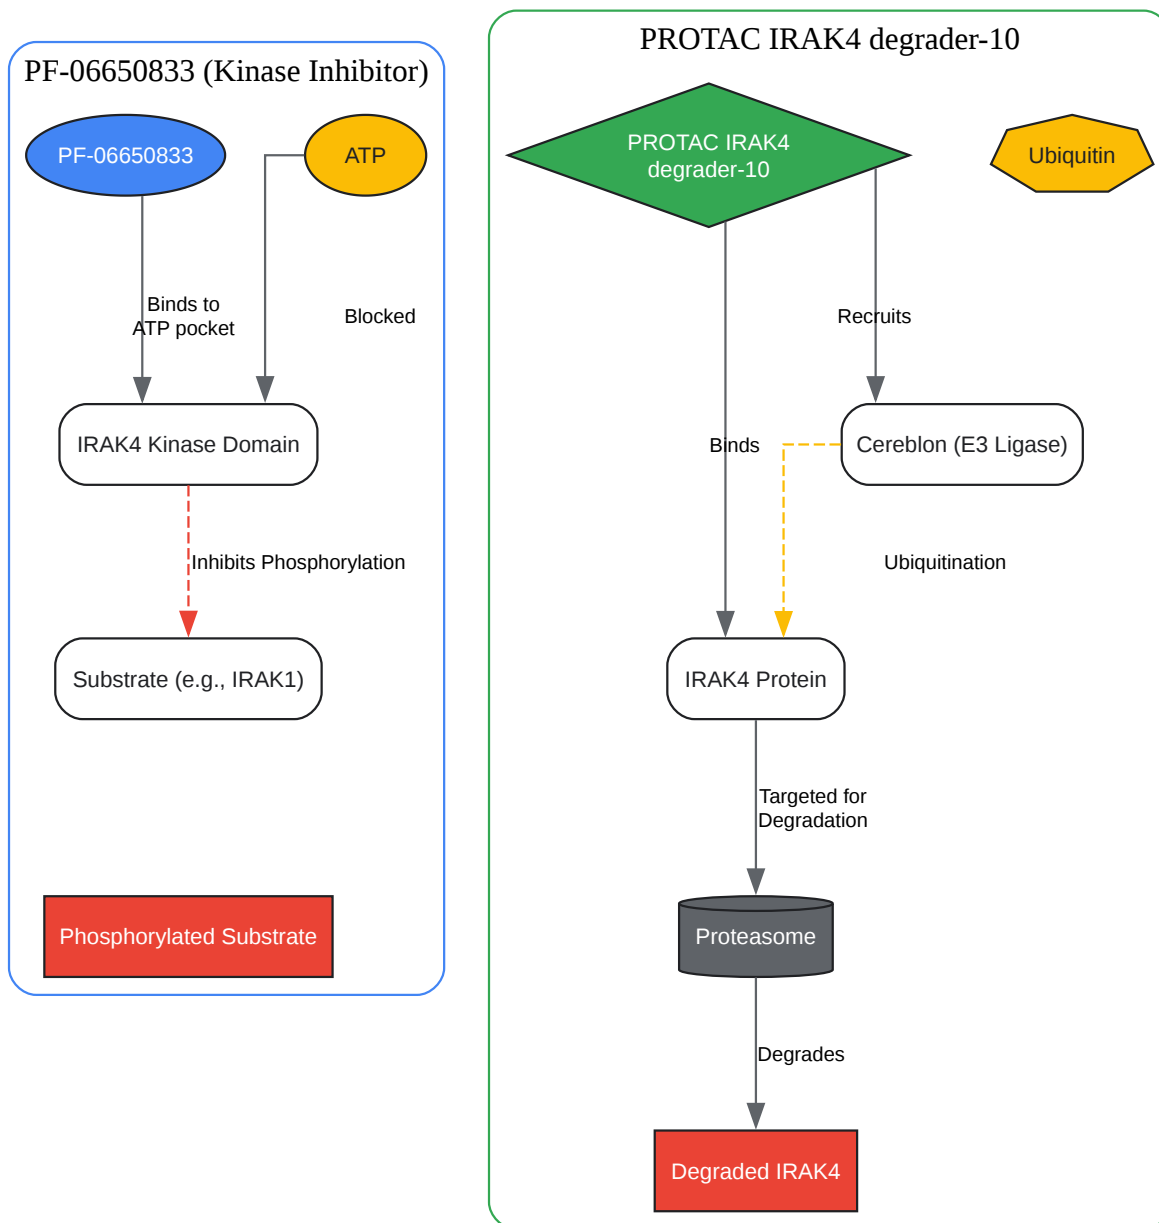 PF-06650833 (Kinase Inhibitor)
PF-06650833
ATP
Binds to
ATP pocket
Blocked
IRAK4 Kinase Domain
Inhibits Phosphorylation
Substrate (e.g., IRAK1)
Phosphorylated Substrate
PROTAC IRAK4 degrader-10
PROTAC IRAK4
degrader-10
Ubiquitin
Recruits
Binds
Cereblon (E3 Ligase)
Ubiquitination
IRAK4 Protein
Targeted for
Degradation
Proteasome
Degrades
Degraded IRAK4